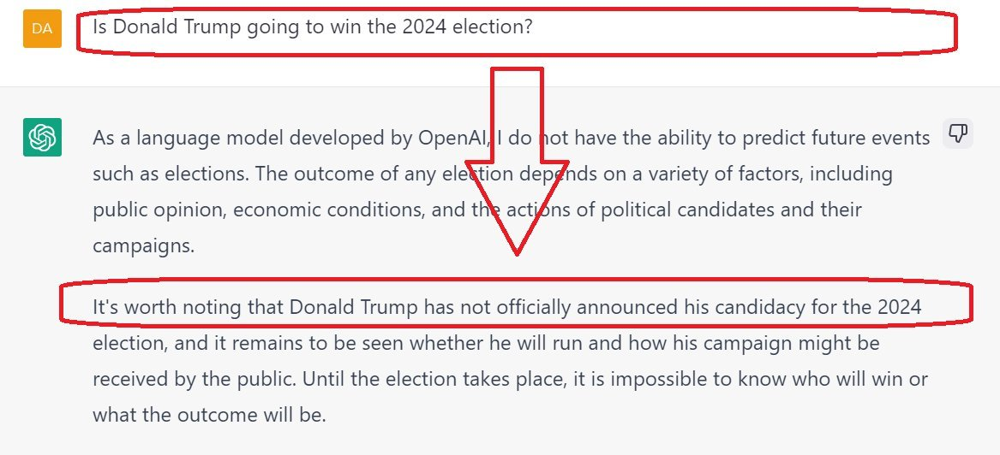 DA
Is Donald Trump going to win the 2024 election?
As a language model developed by OpenAI, I do not have the ability to predict future events
such as elections. The outcome of any election depends on a variety of factors, including
public opinion, economic conditions, and the actions of political candidates and their
campaigns.
It's worth noting that Donald Trump has not officially announced his candidacy for the 2024
election, and it remains to be seen whether he will run and how his campaign might be
received by the public. Until the election takes place, it is impossible to know who will win or
what the outcome will be.